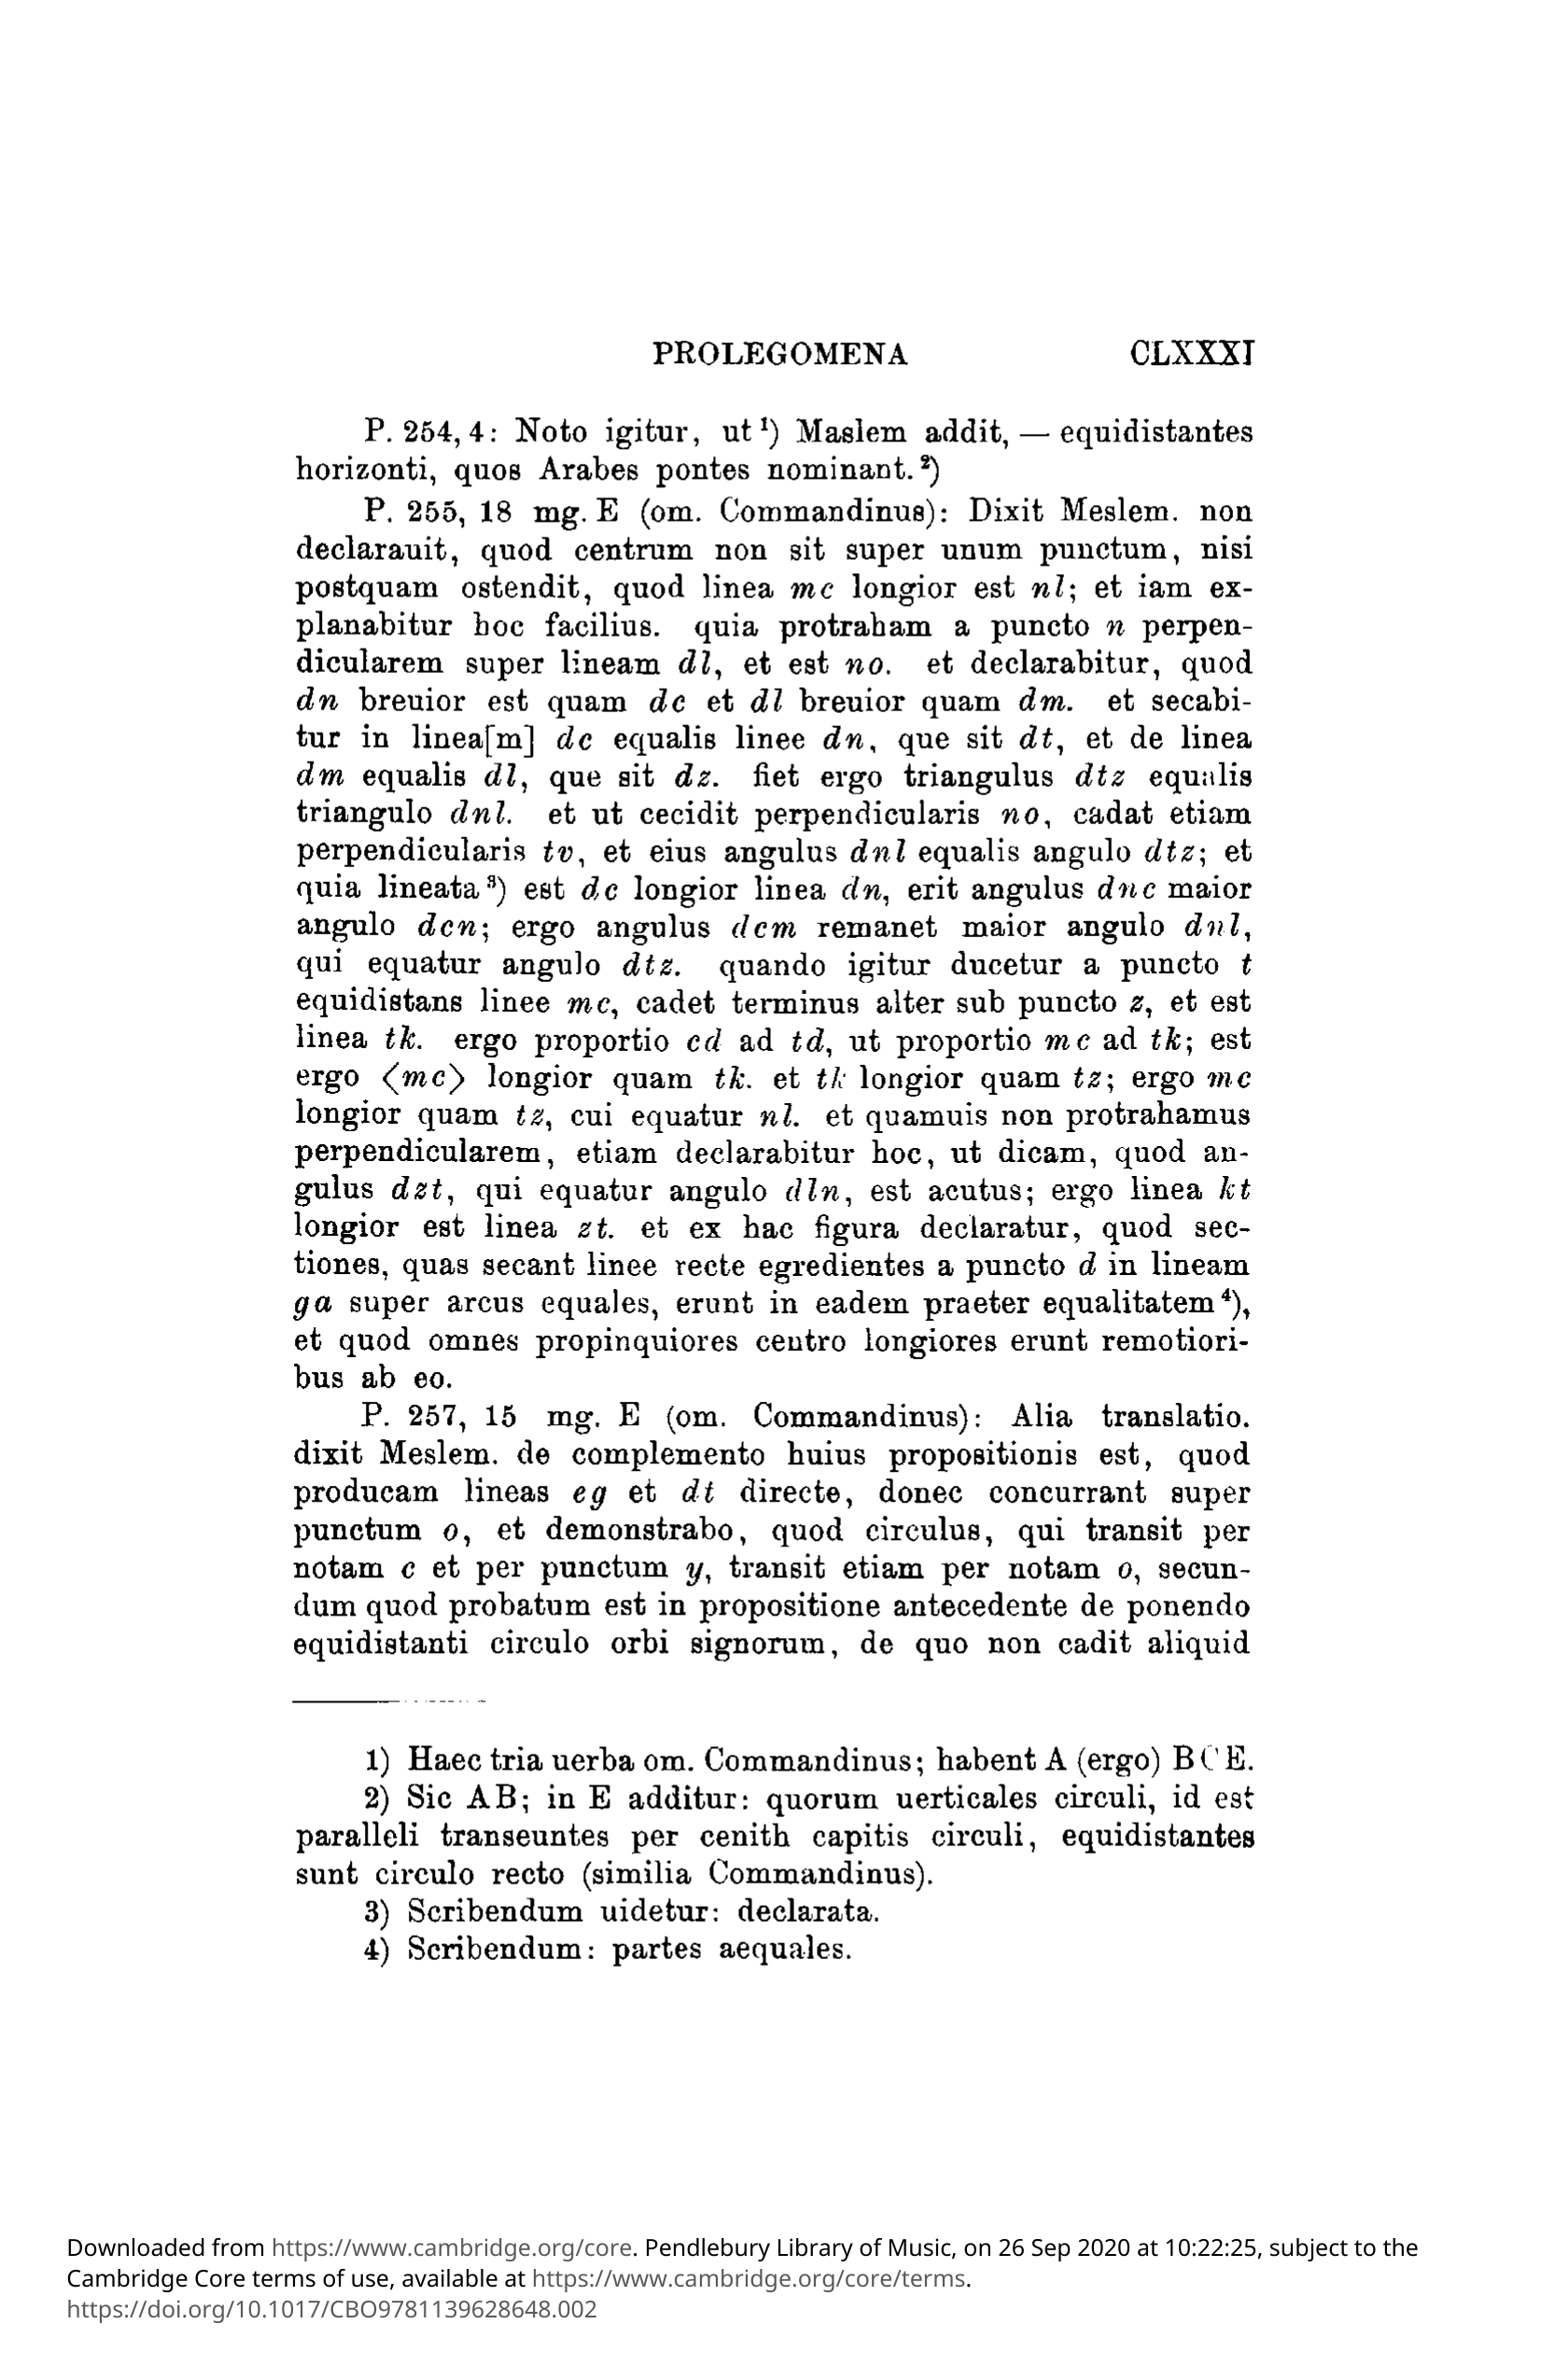 PROLEGOMENA CLXXXI
P. 254, 4: Noto igitur, ut ¹) Maslem addit, — equidistantes
horizonti, quos Arabes pontes nominant. ²)
P. 255, 18 mg. E (om. Commandinus): Dixit Meslem. non
declarauit, quod centrum non sit super unum punctum, nisi
postquam ostendit, quod linea mc longior est nl; et iam ex-
planabitur hoc facilius. quia protraham a puncto n perpen-
dicularem super lineam dl, et est no. et declarabitur, quod
dn breuior est quam dc et dl breuior quam dm. et secabi-
tur in linea[m] dc equalis linee dn, que sit dt, et de linea
dm equalis dl, que sit dz. fiet ergo triangulus dtz equalis
triangulo dnl. et ut cecidit perpendicularis no, cadat etiam
perpendicularis tv, et eius angulus dnl equalis angulo dtz; et
quia lineata ³) est dc longior linea dn, erit angulus dnc maior
angulo dcn; ergo angulus dcm remanet maior angulo dnl,
qui equatur angulo dtz. quando igitur ducetur a puncto t
equidistans linee mc, cadet terminus alter sub puncto z, et est
linea tk. ergo proportio cd ad td, ut proportio mc ad tk; est
ergo ⟨mc⟩ longior quam tk. et tk longior quam tz; ergo mc
longior quam tz, cui equatur nl. et quamuis non protrahamus
perpendicularem, etiam declarabitur hoc, ut dicam, quod an-
gulus dzt, qui equatur angulo dln, est acutus; ergo linea kt
longior est linea zt. et ex hac figura declaratur, quod sec-
tiones, quas secant linee recte egredientes a puncto d in lineam
ga super arcus equales, erunt in eadem praeter equalitatem ⁴),
et quod omnes propinquiores centro longiores erunt remotiori-
bus ab eo.
P. 257, 15 mg. E (om. Commandinus): Alia translatio.
dixit Meslem. de complemento huius propositionis est, quod
producam lineas eg et dt directe, donec concurrant super
punctum o, et demonstrabo, quod circulus, qui transit per
notam c et per punctum y, transit etiam per notam o, secun-
dum quod probatum est in propositione antecedente de ponendo
equidistanti circulo orbi signorum, de quo non cadit aliquid
1) Haec tria uerba om. Commandinus; habent A (ergo) BCE.
2) Sic AB; in E additur: quorum uerticales circuli, id est
paralleli transeuntes per cenith capitis circuli, equidistantes
sunt circulo recto (similia Commandinus).
3) Scribendum uidetur: declarata.
4) Scribendum: partes aequales.
Downloaded from https://www.cambridge.org/core. Pendlebury Library of Music, on 26 Sep 2020 at 10:22:25, subject to the
Cambridge Core terms of use, available at https://www.cambridge.org/core/terms.
https://doi.org/10.1017/CBO9781139628648.002